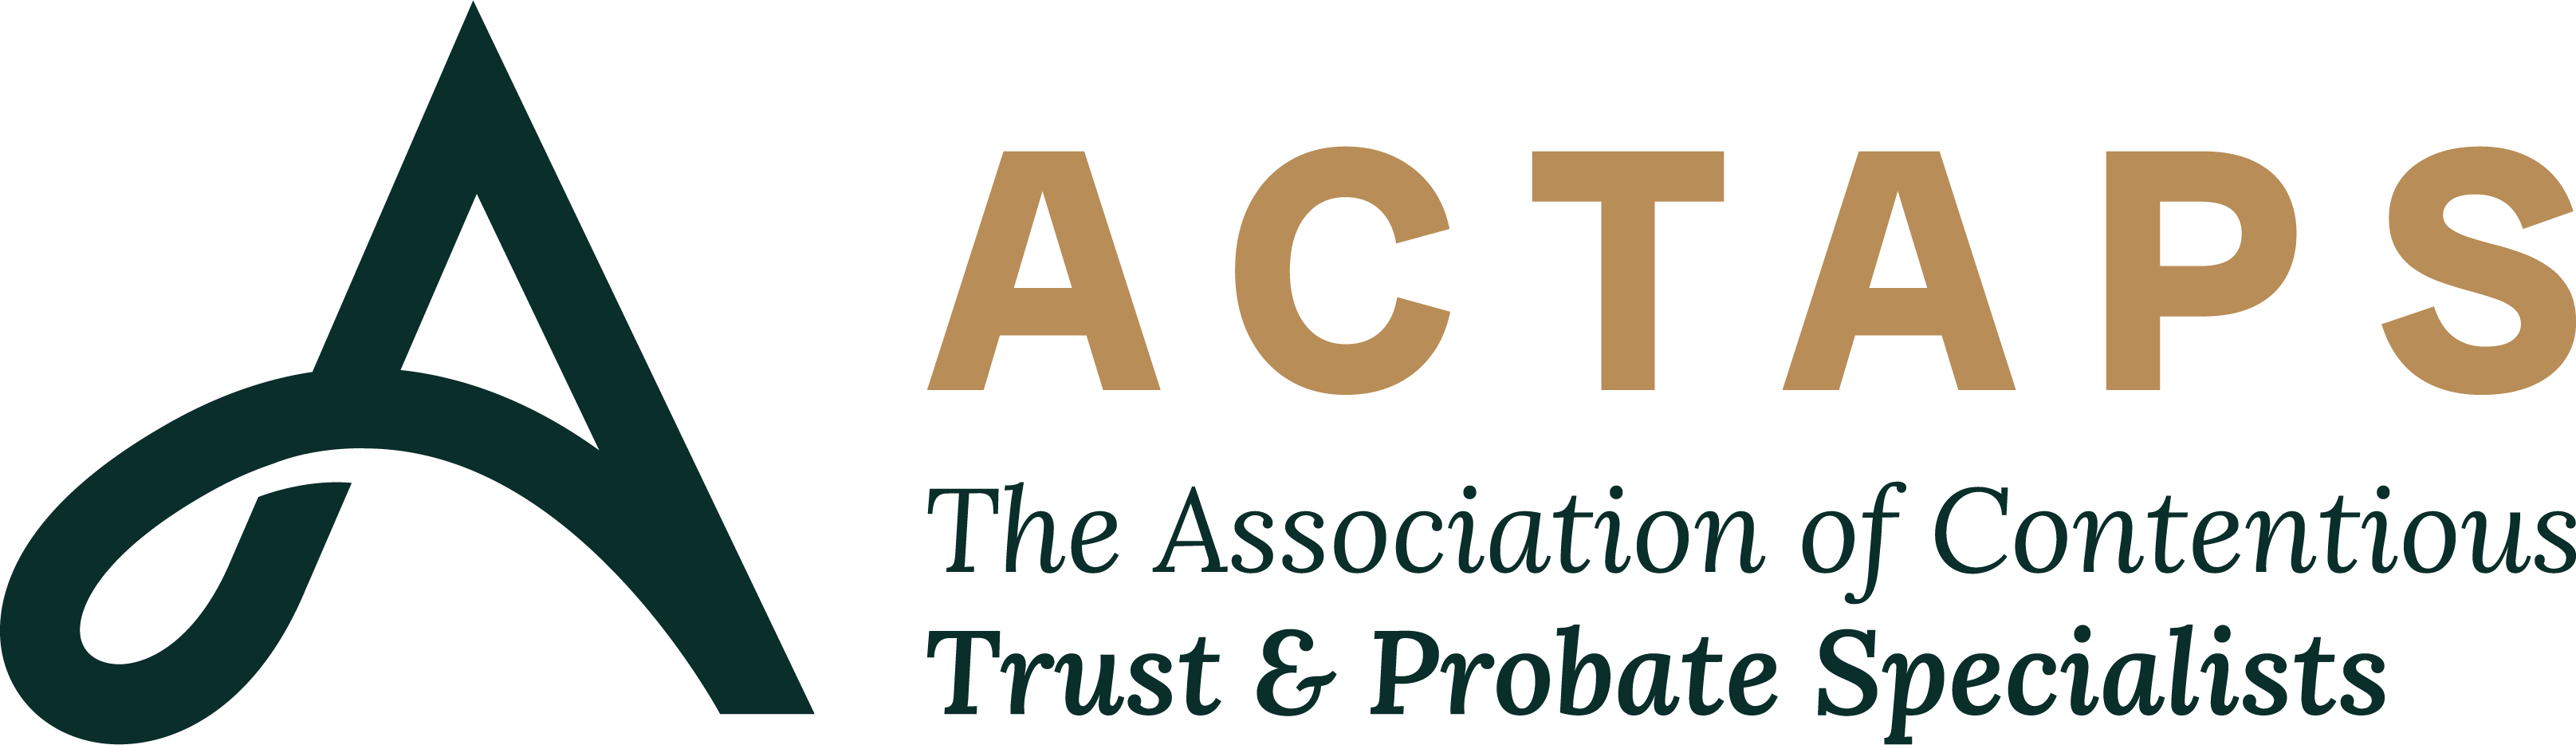 ACTAPS
The Association of Contentious
Trust & Probate Specialists